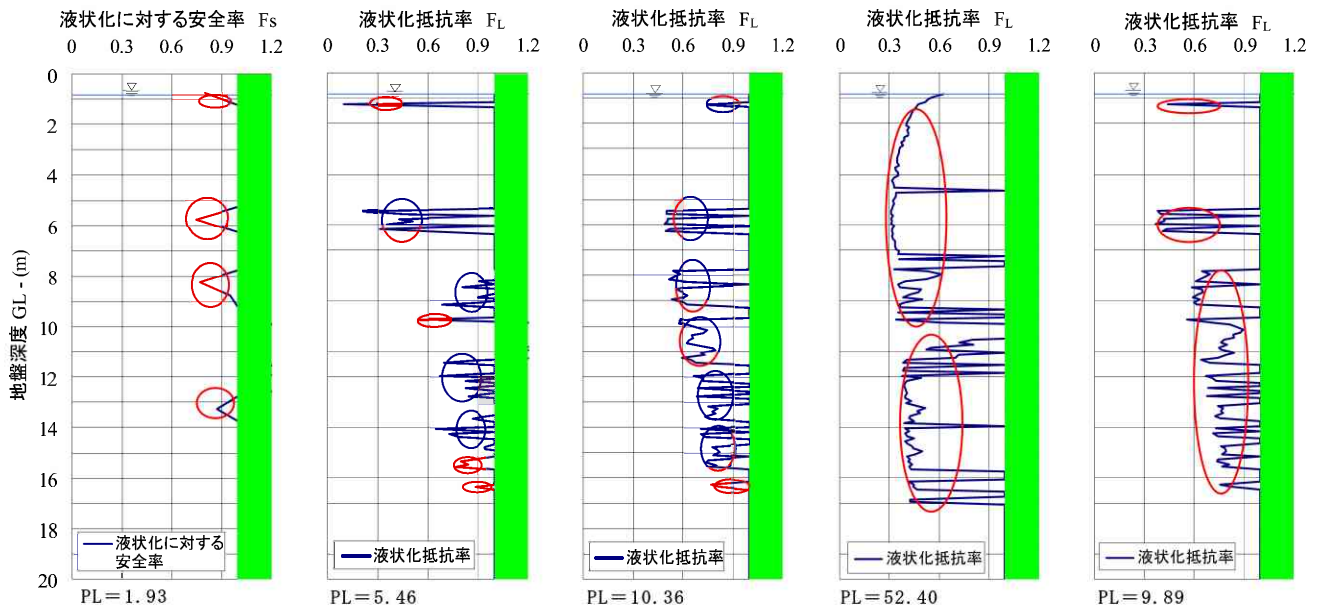 液状化に対する安全率 FS
0 0.3 0.6 0.9 1.2
液状化抵抗率 FL
0 0.3 0.6 0.9 1.2
液状化抵抗率 FL
0 0.3 0.6 0.9 1.2
液状化抵抗率 FL
0 0.3 0.6 0.9 1.2
液状化抵抗率 FL
0 0.3 0.6 0.9 1.2
地盤深度 GL - (m)
0
2
4
6
8
10
12
14
16
18
20
液状化に対する
安全率
液状化抵抗率
液状化抵抗率
液状化抵抗率
液状化抵抗率
PL=1.93
PL=5.46
PL=10.36
PL=52.40
PL=9.89